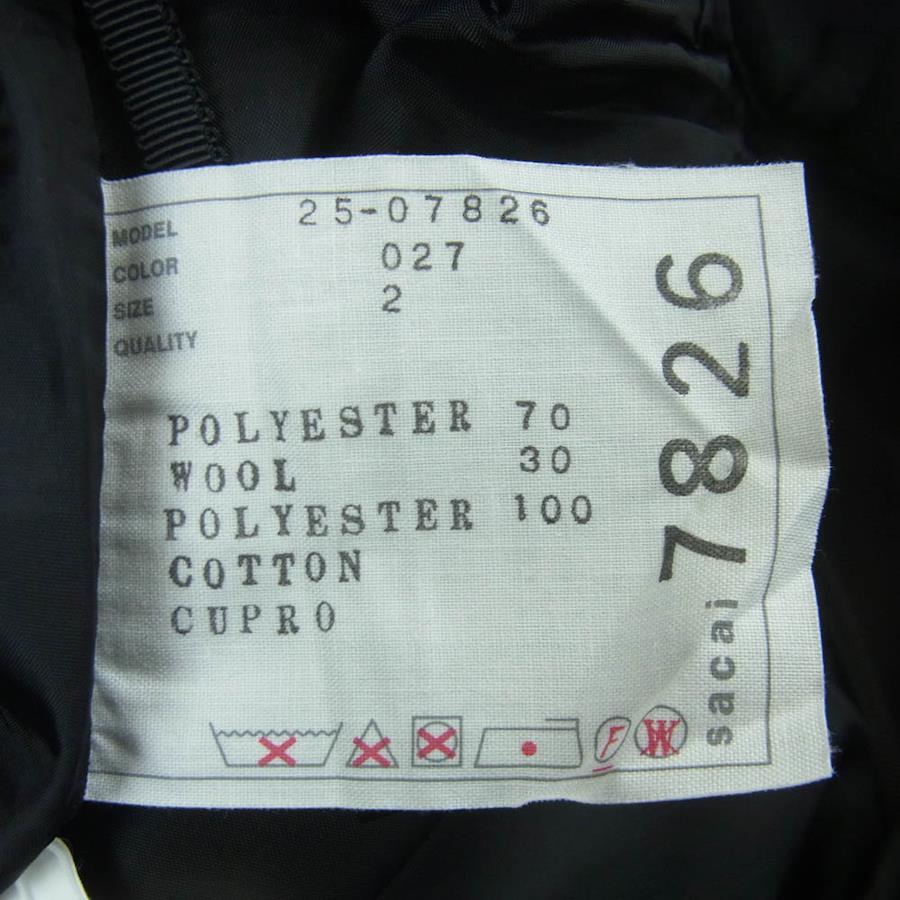 MODEL 25-07826
COLOR 027
SIZE 2
QUALITY
POLYESTER 70
WOOL 30
POLYESTER 100
COTTON
CUPRO
F W
sacai 7826